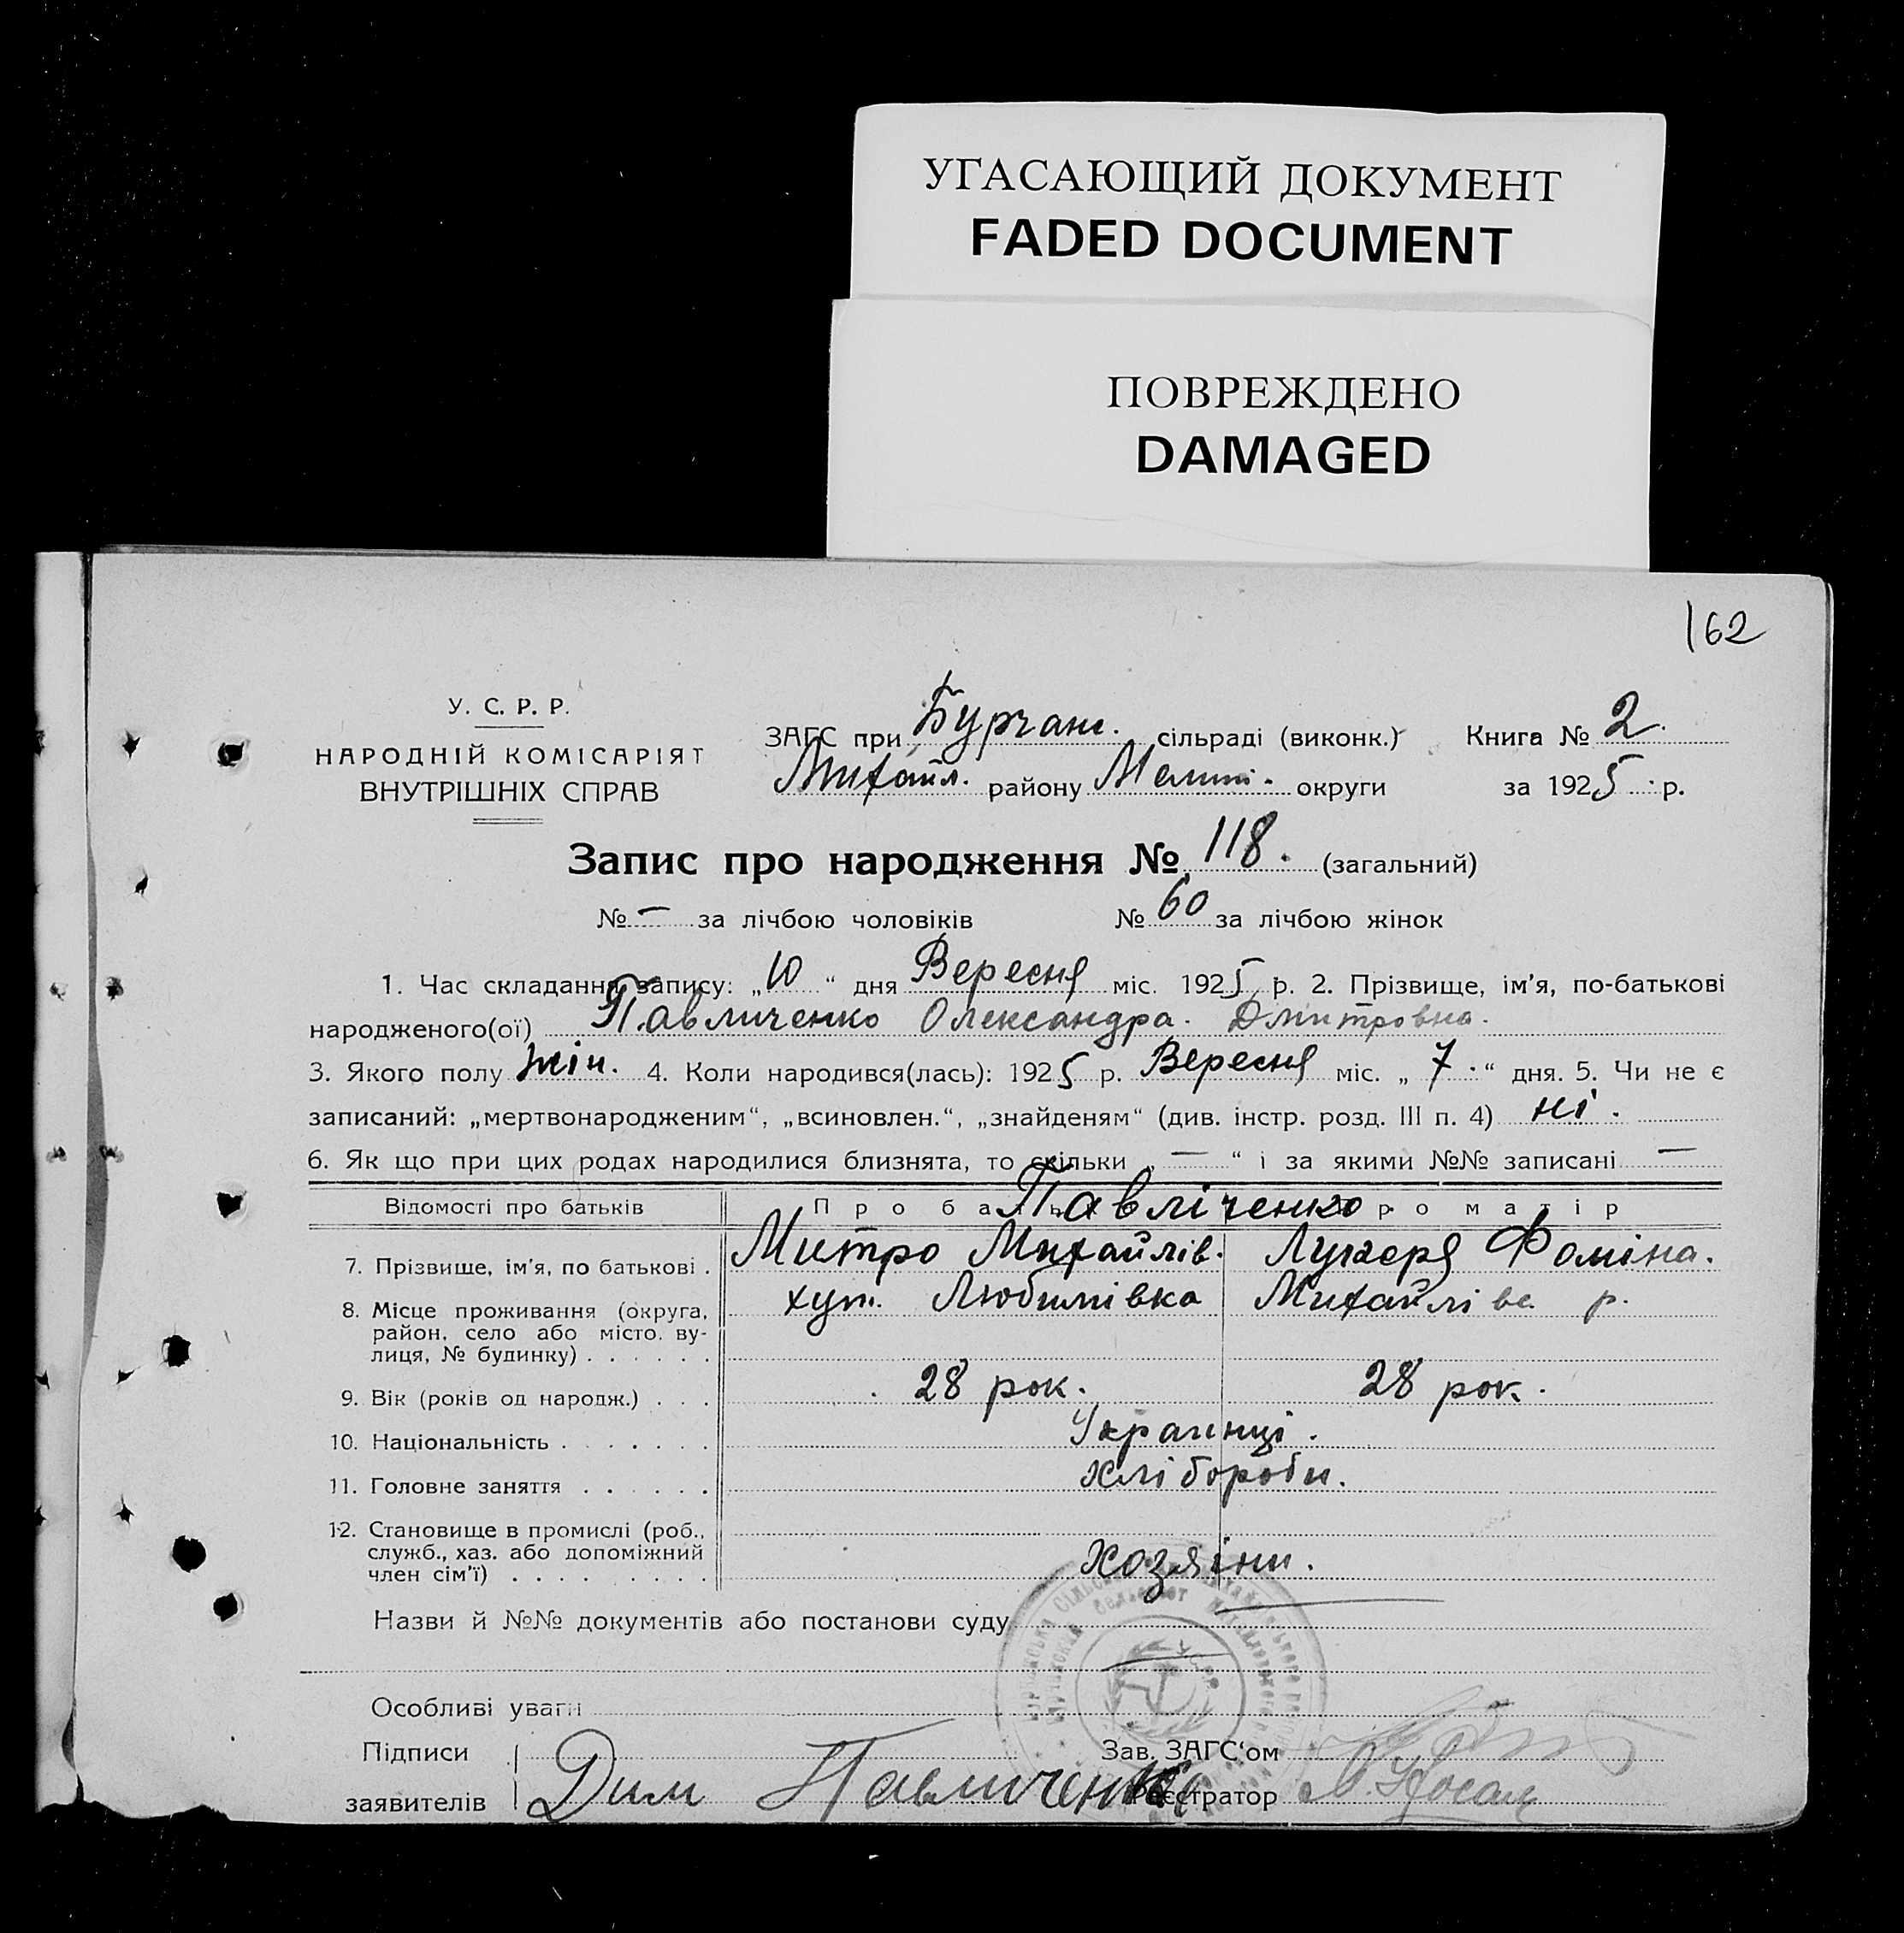 УГАСАЮЩИЙ ДОКУМЕНТ
FADED DOCUMENT
ПОВРЕЖДЕНО
DAMAGED
162
У. С. Р. Р.
НАРОДНІЙ КОМІСАРІЯТ
ВНУТРІШНІХ СПРАВ
ЗАГС при Бурчанс. сільраді (виконк.) Книга № 2.
Михайл. району Меліт. округи за 1925 р.
Запис про народження № 118. (загальний)
№ — за лічбою чоловіків № 60 за лічбою жінок
1. Час складання запису: „10“ дня Вересня міс. 1925 р. 2. Прізвище, ім'я, по-батькові
народженого(ої) Павличенко Олександра. Дмитровна.
3. Якого полу жін. 4. Коли народився(лась): 1925 р. Вересня міс. „7.“ дня. 5. Чи не є
записаний: „мертвонародженим“, „всиновлен.“, „знайденям“ (див. інстр. розд. III п. 4) ні.
6. Як що при цих родах народилися близнята, то скільки „—“ і за якими №№ записані —
Відомості про батьків Про батька Павліченко Про матір
7. Прізвище, ім'я, по батькові. Митро Михайлів. Лукеря Фоміна.
8. Місце проживання (округа, хут. Любимівка Михайлівс. р.
район, село або місто, ву-
лиця, № будинку)......
9. Вік (років од народж.)... 28 рок. 28 рок.
10. Національність....... Українці.
11. Головне заняття...... хлібороби.
12. Становище в промислі (роб.,
служб., хаз. або допоміжний
член сім'ї)......... хозяіни.
Назви й №№ документів або постанови суду
Особливі уваги
Підписи Зав. ЗАГС'ом
заявителів Дим Павличенко Реєстратор